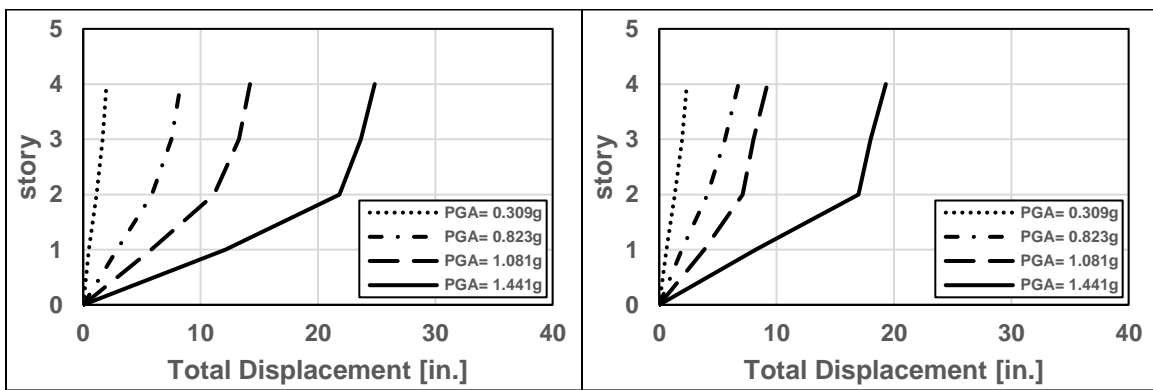 5
4
3
2
1
0
story
0 10 20 30 40
Total Displacement [in.]
PGA= 0.309g
PGA= 0.823g
PGA= 1.081g
PGA= 1.441g
5
4
3
2
1
0
story
0 10 20 30 40
Total Displacement [in.]
PGA= 0.309g
PGA= 0.823g
PGA= 1.081g
PGA= 1.441g